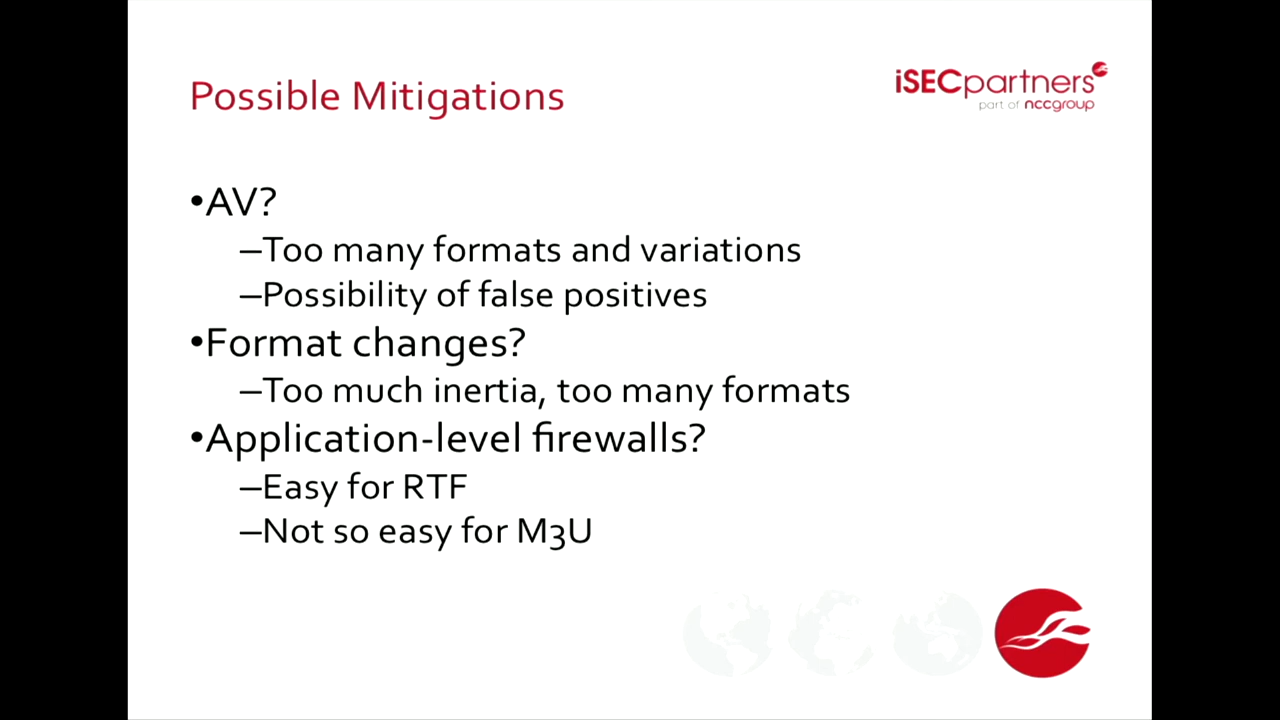 Possible Mitigations
iSECpartners
part of nccgroup
•AV?
–Too many formats and variations
–Possibility of false positives
•Format changes?
–Too much inertia, too many formats
•Application-level firewalls?
–Easy for RTF
–Not so easy for M3U